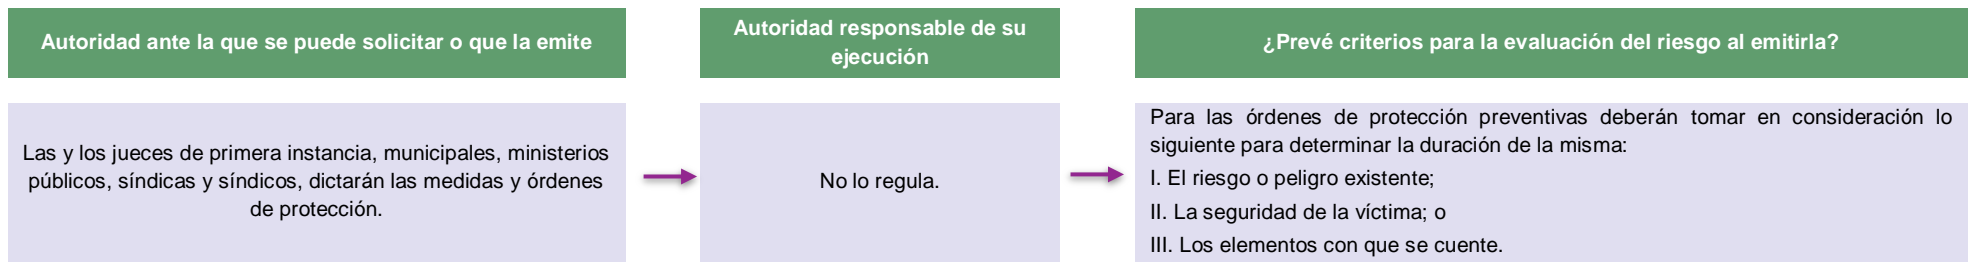 Autoridad ante la que se puede solicitar o que la emite
Autoridad responsable de su
ejecución
¿Prevé criterios para la evaluación del riesgo al emitirla?
Las y los jueces de primera instancia, municipales, ministerios
públicos, síndicas y síndicos, dictarán las medidas y órdenes
de protección.
No lo regula.
Para las órdenes de protección preventivas deberán tomar en consideración lo
siguiente para determinar la duración de la misma:
I. El riesgo o peligro existente;
II. La seguridad de la víctima; o
III. Los elementos con que se cuente.